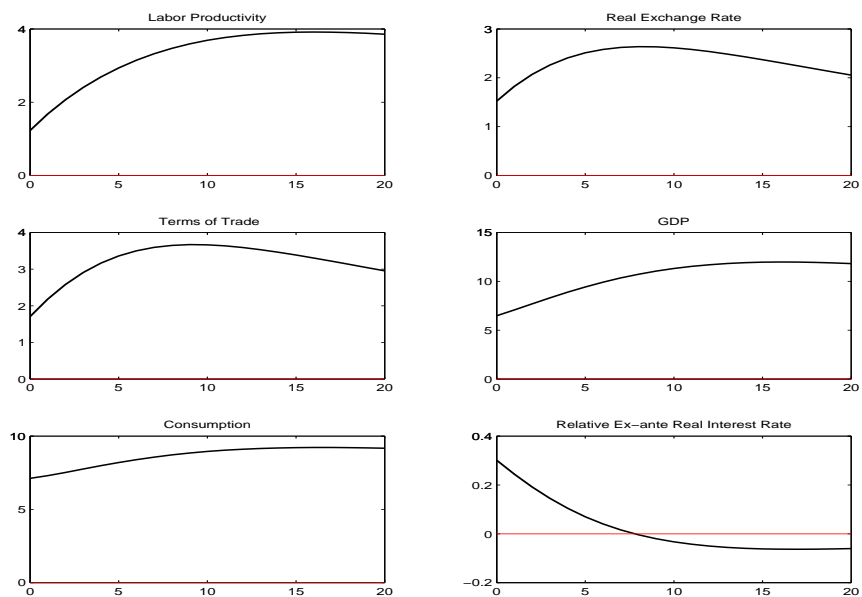 Labor Productivity
4
2
0
0 5 10 15 20
Real Exchange Rate
3
2
1
0
0 5 10 15 20
Terms of Trade
4
3
2
1
0
0 5 10 15 20
GDP
15
10
5
0
0 5 10 15 20
Consumption
10
5
0
0 5 10 15 20
Relative Ex−ante Real Interest Rate
0.4
0.2
0
−0.2
0 5 10 15 20